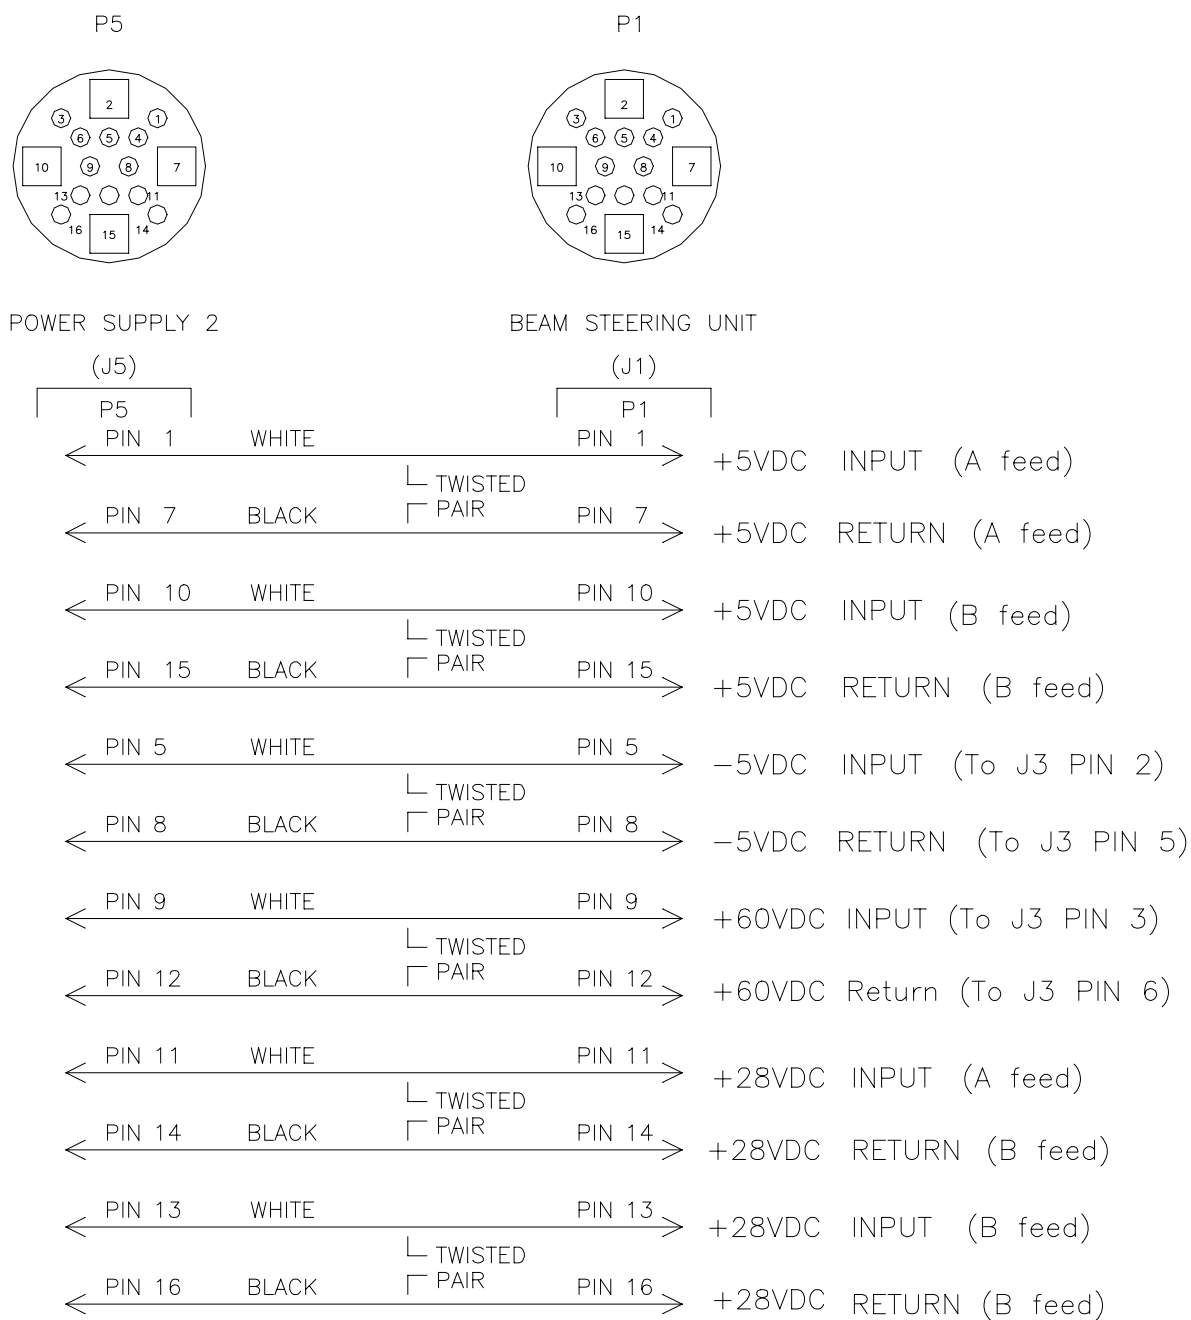 P5 P1
2 2
3 1 3 1
6 5 4 6 5 4
10 9 8 7 10 9 8 7
13 11 13 11
16 15 14 16 15 14
POWER SUPPLY 2 BEAM STEERING UNIT
(J5) (J1)
P5 P1
PIN 1 WHITE PIN 1 +5VDC INPUT (A feed)
TWISTED
PAIR
PIN 7 BLACK PIN 7 +5VDC RETURN (A feed)
PIN 10 WHITE PIN 10 +5VDC INPUT (B feed)
TWISTED
PAIR
PIN 15 BLACK PIN 15 +5VDC RETURN (B feed)
PIN 5 WHITE PIN 5 −5VDC INPUT (To J3 PIN 2)
TWISTED
PAIR
PIN 8 BLACK PIN 8 −5VDC RETURN (To J3 PIN 5)
PIN 9 WHITE PIN 9 +60VDC INPUT (To J3 PIN 3)
TWISTED
PAIR
PIN 12 BLACK PIN 12 +60VDC Return (To J3 PIN 6)
PIN 11 WHITE PIN 11 +28VDC INPUT (A feed)
TWISTED
PAIR
PIN 14 BLACK PIN 14 +28VDC RETURN (B feed)
PIN 13 WHITE PIN 13 +28VDC INPUT (B feed)
TWISTED
PAIR
PIN 16 BLACK PIN 16 +28VDC RETURN (B feed)